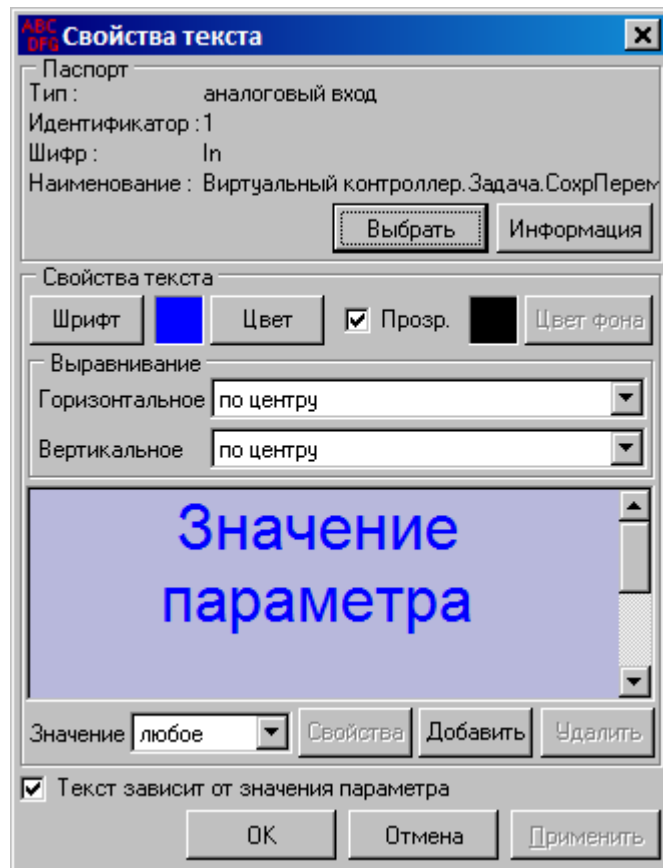 ABC
DFG
Свойства текста
Паспорт
Тип : аналоговый вход
Идентификатор : 1
Шифр : In
Наименование : Виртуальный контроллер.Задача.СохрПерем
Выбрать Информация
Свойства текста
Шрифт Цвет Прозр. Цвет фона
Выравнивание
Горизонтальное по центру
Вертикальное по центру
Значение
параметра
Значение любое Свойства Добавить Удалить
Текст зависит от значения параметра
OK Отмена Применить